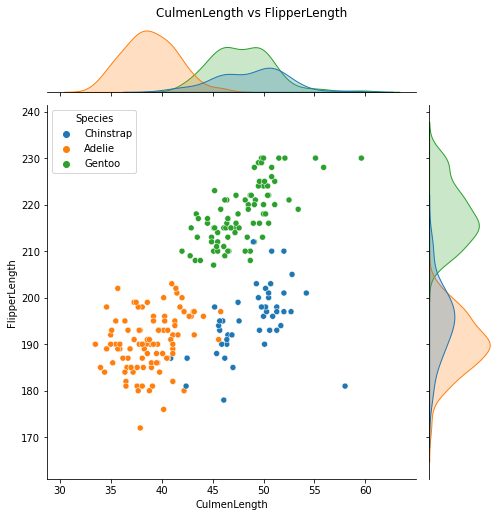 CulmenLength vs FlipperLength
240
230
220
210
200
190
180
170
FlipperLength
Species
Chinstrap
Adelie
Gentoo
30 35 40 45 50 55 60
CulmenLength